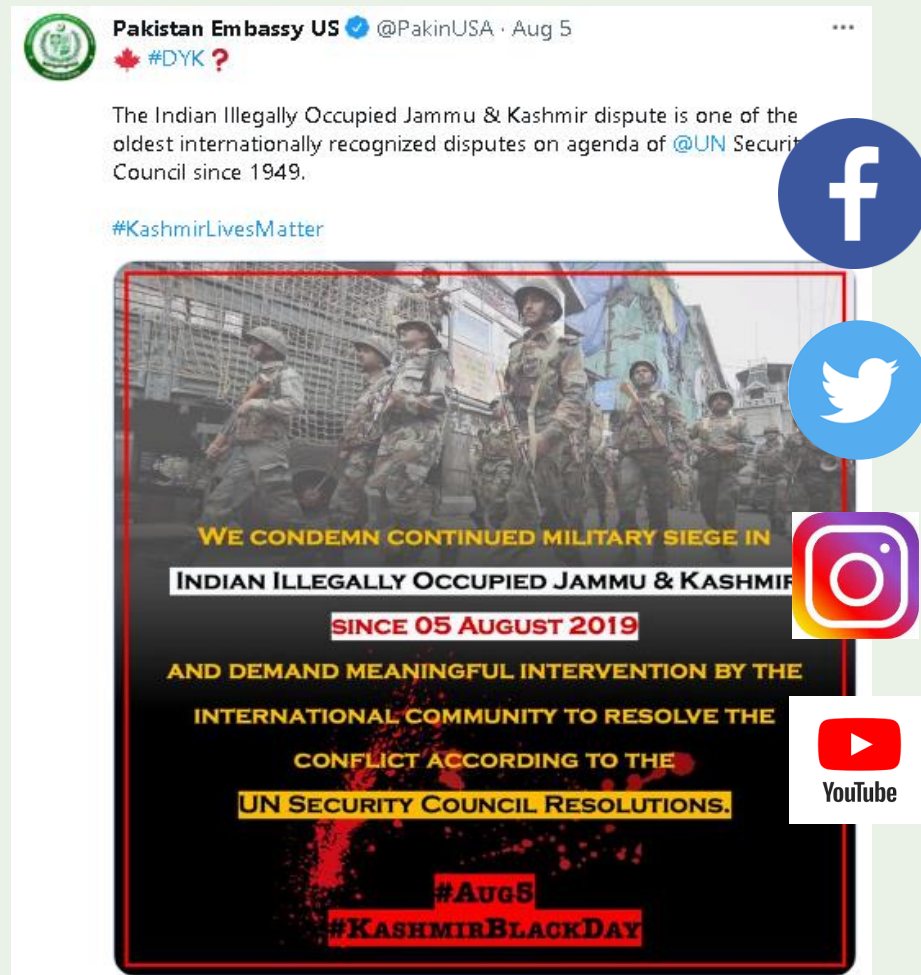 Pakistan Embassy US @PakinUSA · Aug 5
#DYK ?
The Indian Illegally Occupied Jammu & Kashmir dispute is one of the
oldest internationally recognized disputes on agenda of @UN Securit
Council since 1949.
#KashmirLivesMatter
WE CONDEMN CONTINUED MILITARY SIEGE IN
INDIAN ILLEGALLY OCCUPIED JAMMU & KASHMIR
SINCE 05 AUGUST 2019
AND DEMAND MEANINGFUL INTERVENTION BY THE
INTERNATIONAL COMMUNITY TO RESOLVE THE
CONFLICT ACCORDING TO THE
UN SECURITY COUNCIL RESOLUTIONS.
#AUG5
#KASHMIRBLACKDAY
YouTube